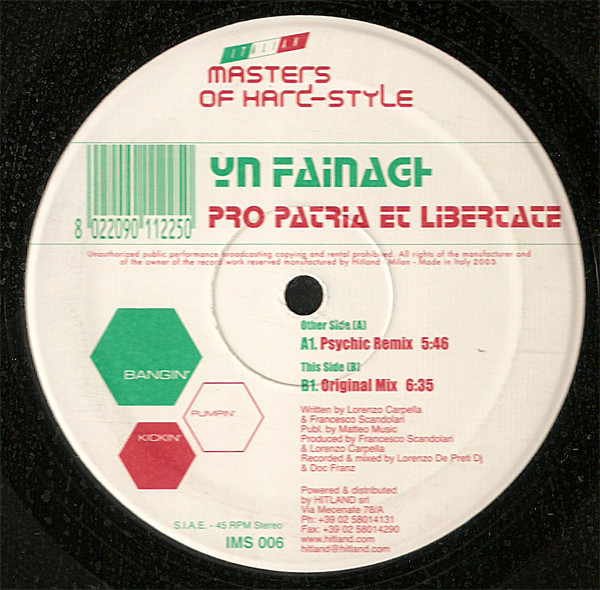 ITALIAN
MASTERS
OF HARD-STYLE
YN FAINAGH
PRO PATRIA ET LIBERTATE
8 022090 112250
Unauthorized public performance broadcasting copying and rental prohibited. All rights of the manufacturer and
of the owner of the record work reserved manufactured by Hitland - Milan - Made in Italy 2003.
Other Side (A)
A1. Psychic Remix 5:46
This Side (B)
B1. Original Mix 6:35
BANGIN'
PUMPIN'
KICKIN'
Written by Lorenzo Carpella
& Francesco Scandolari
Publ. by Matteo Music
Produced by Francesco Scandolari
& Lorenzo Carpella
Recorded & mixed by Lorenzo De Preti Dj
& Doc Franz
Powered & distributed
by HITLAND srl
Via Mecenate 78/A
Ph: +39 02 58014131
Fax: +39 02 58014290
www.hitland.com
hitland@hitland.com
S.I.A.E. - 45 RPM Stereo
IMS 006